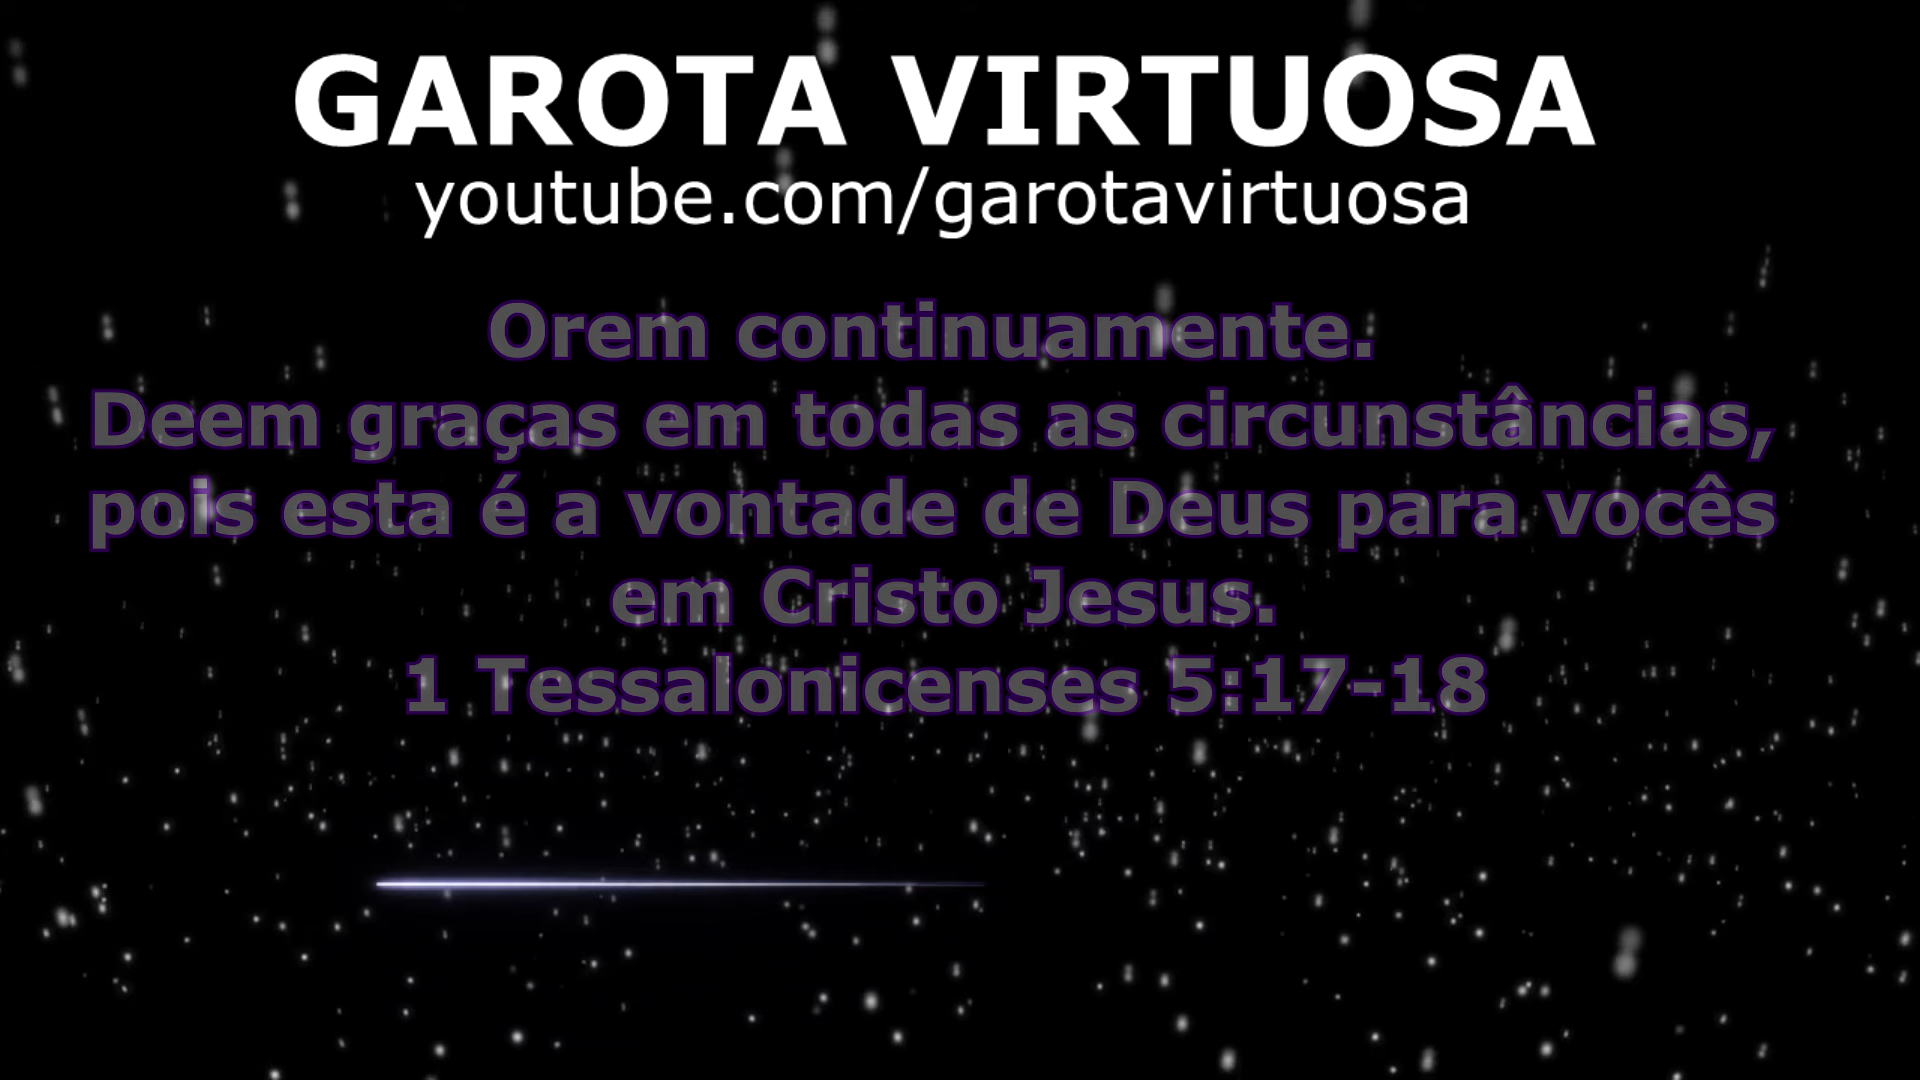 GAROTA VIRTUOSA
youtube.com/garotavirtuosa
Orem continuamente.
Deem graças em todas as circunstâncias,
pois esta é a vontade de Deus para vocês
em Cristo Jesus.
1 Tessalonicenses 5:17-18